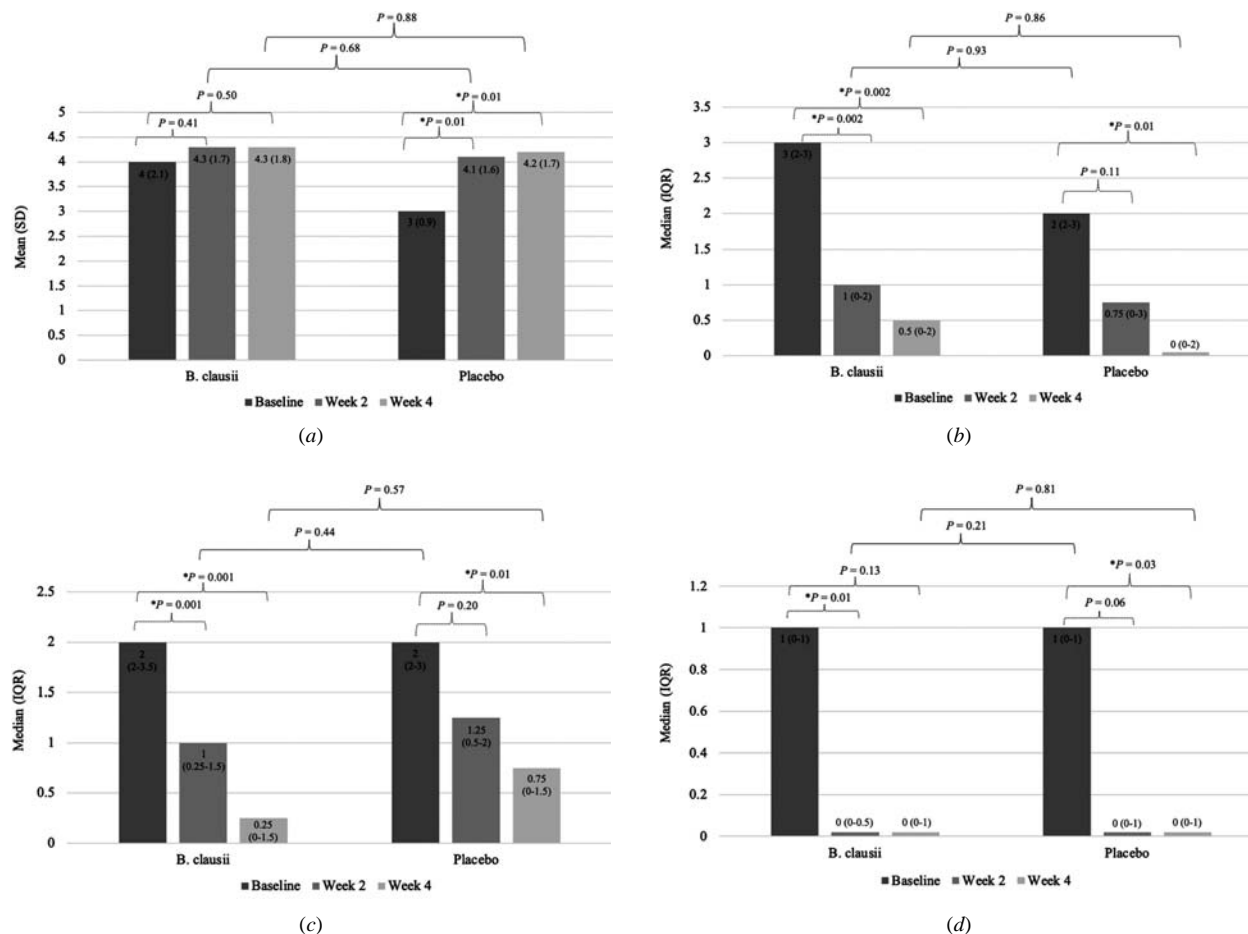 P = 0.88
P = 0.68
P = 0.50
*P = 0.01
P = 0.41
*P = 0.01
Mean (SD)
5
4.5
4
3.5
3
2.5
2
1.5
1
0.5
0
4 (2.1)
4.3 (1.7)
4.3 (1.8)
3 (0.9)
4.1 (1.6)
4.2 (1.7)
B. clausii
Placebo
Baseline Week 2 Week 4
(a)
P = 0.86
P = 0.93
*P = 0.002
*P = 0.002
*P = 0.01
P = 0.11
Median (IQR)
3.5
3
2.5
2
1.5
1
0.5
0
3 (2-3)
1 (0-2)
0.5 (0-2)
2 (2-3)
0.75 (0-3)
0 (0-2)
B. clausii
Placebo
Baseline Week 2 Week 4
(b)
P = 0.57
P = 0.44
*P = 0.001
*P = 0.01
*P = 0.001
P = 0.20
Median (IQR)
2.5
2
1.5
1
0.5
0
2
(2-3.5)
1
(0.25-1.5)
0.25
(0-1.5)
2
(2-3)
1.25
(0.5-2)
0.75
(0-1.5)
B. clausii
Placebo
Baseline Week 2 Week 4
(c)
P = 0.81
P = 0.21
P = 0.13
*P = 0.03
*P = 0.01
P = 0.06
Median (IQR)
1.2
1
0.8
0.6
0.4
0.2
0
1 (0-1)
0 (0-0.5)
0 (0-1)
1 (0-1)
0 (0-1)
0 (0-1)
B. clausii
Placebo
Baseline Week 2 Week 4
(d)